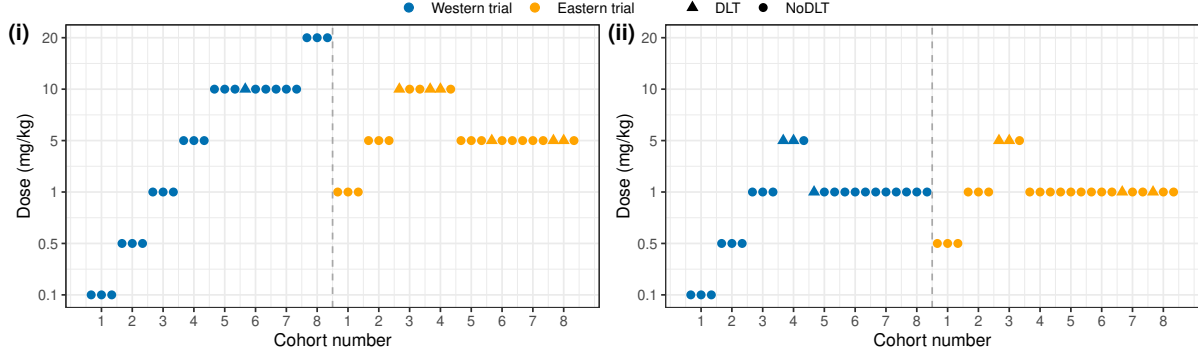 Western trial Eastern trial DLT NoDLT
(i) (ii)
20 20
10 10
5 5
1 1
0.5 0.5
0.1 0.1
Dose (mg/kg) Dose (mg/kg)
1 2 3 4 5 6 7 8 1 2 3 4 5 6 7 8 1 2 3 4 5 6 7 8 1 2 3 4 5 6 7 8
Cohort number Cohort number